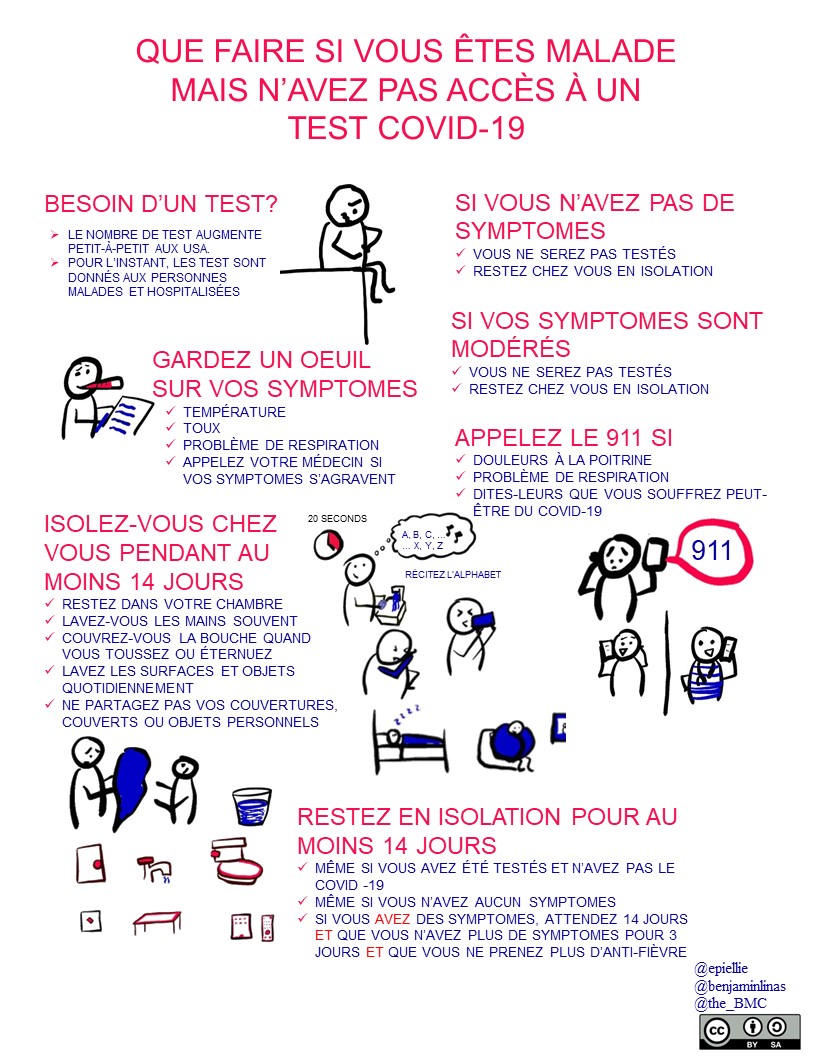 QUE FAIRE SI VOUS ÊTES MALADE
MAIS N'AVEZ PAS ACCÈS À UN
TEST COVID-19
BESOIN D'UN TEST?
LE NOMBRE DE TEST AUGMENTE
PETIT-À-PETIT AUX USA.
POUR L'INSTANT, LES TEST SONT
DONNÉS AUX PERSONNES
MALADES ET HOSPITALISÉES
SI VOUS N'AVEZ PAS DE
SYMPTOMES
VOUS NE SEREZ PAS TESTÉS
RESTEZ CHEZ VOUS EN ISOLATION
SI VOS SYMPTOMES SONT
MODÉRÉS
VOUS NE SEREZ PAS TESTÉS
RESTEZ CHEZ VOUS EN ISOLATION
GARDEZ UN OEUIL
SUR VOS SYMPTOMES
TEMPÉRATURE
TOUX
PROBLÈME DE RESPIRATION
APPELEZ VOTRE MÉDECIN SI
VOS SYMPTOMES S'AGRAVENT
APPELEZ LE 911 SI
DOULEURS À LA POITRINE
PROBLÈME DE RESPIRATION
DITES-LEURS QUE VOUS SOUFFREZ PEUT-
ÊTRE DU COVID-19
911
ISOLEZ-VOUS CHEZ
VOUS PENDANT AU
MOINS 14 JOURS
RESTEZ DANS VOTRE CHAMBRE
LAVEZ-VOUS LES MAINS SOUVENT
COUVREZ-VOUS LA BOUCHE QUAND
VOUS TOUSSEZ OU ÉTERNUEZ
LAVEZ LES SURFACES ET OBJETS
QUOTIDIENNEMENT
NE PARTAGEZ PAS VOS COUVERTURES,
COUVERTS OU OBJETS PERSONNELS
20 SECONDS
A, B, C, ...
... X, Y, Z
RÉCITEZ L'ALPHABET
z z z z
RESTEZ EN ISOLATION POUR AU
MOINS 14 JOURS
MÊME SI VOUS AVEZ ÉTÉ TESTÉS ET N'AVEZ PAS LE
COVID -19
MÊME SI VOUS N'AVEZ AUCUN SYMPTOMES
SI VOUS AVEZ DES SYMPTOMES, ATTENDEZ 14 JOURS
ET QUE VOUS N'AVEZ PLUS DE SYMPTOMES POUR 3
JOURS ET QUE VOUS NE PRENEZ PLUS D'ANTI-FIÈVRE
@epiellie
@benjaminlinas
@the_BMC
cc
BY SA